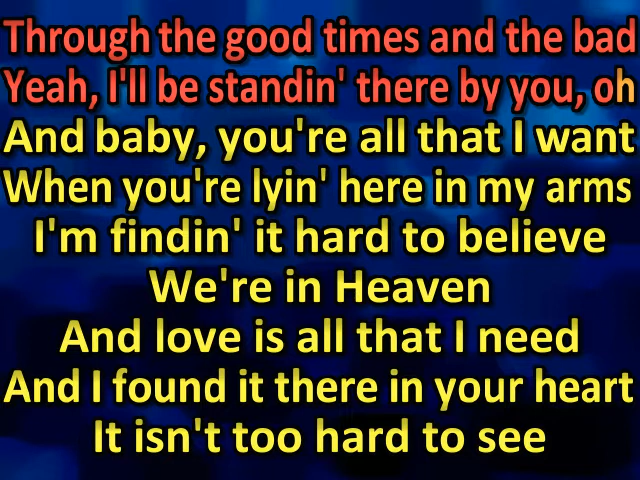 Through the good times and the bad
Yeah, I'll be standin' there by you, oh
And baby, you're all that I want
When you're lyin' here in my arms
I'm findin' it hard to believe
We're in Heaven
And love is all that I need
And I found it there in your heart
It isn't too hard to see